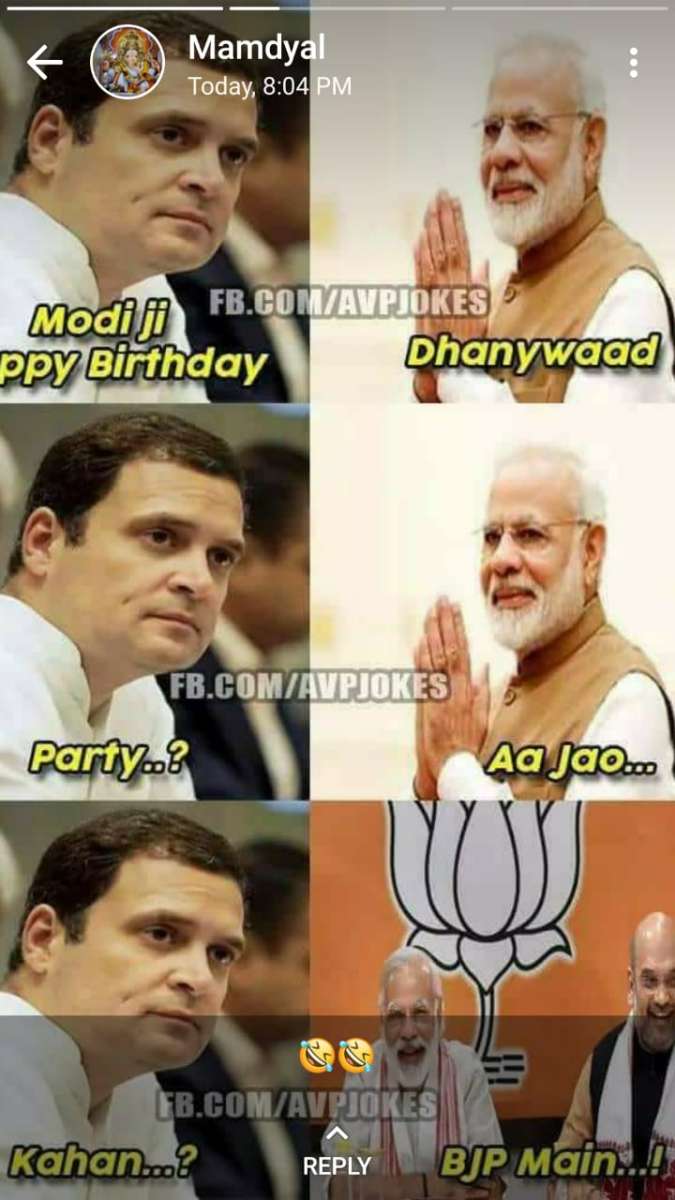 Mamdyal
Today, 8:04 PM
FB.COM/AVPJOKES
Modi ji
ppy Birthday
Dhanywaad
FB.COM/AVPJOKES
Party..?
Aa Jao...
🤣🤣
FB.COM/AVPJOKES
Kahan...?
REPLY
BJP Main...!